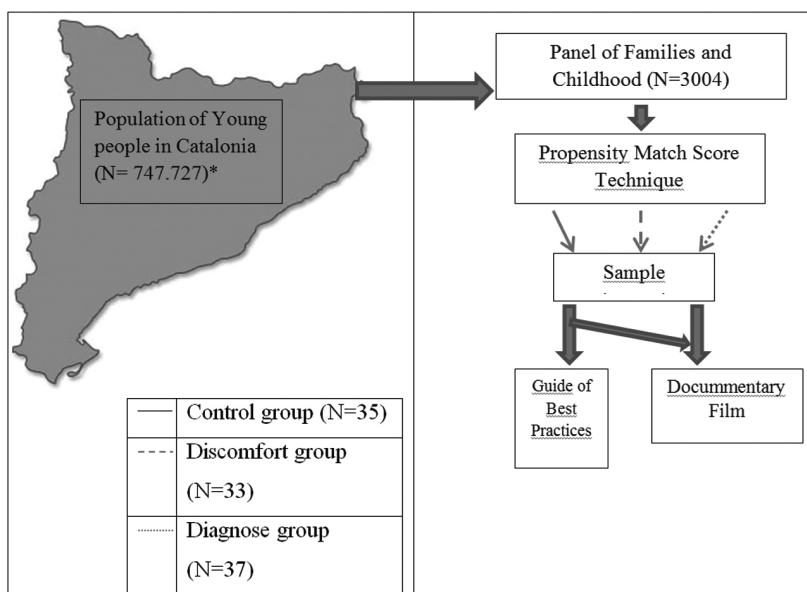 Population of Young
people in Catalonia
(N= 747.727)*
Control group (N=35)
Discomfort group
(N=33)
Diagnose group
(N=37)
Panel of Families and
Childhood (N=3004)
Propensity Match Score
Technique
Sample
Guide of
Best
Practices
Docummentary
Film